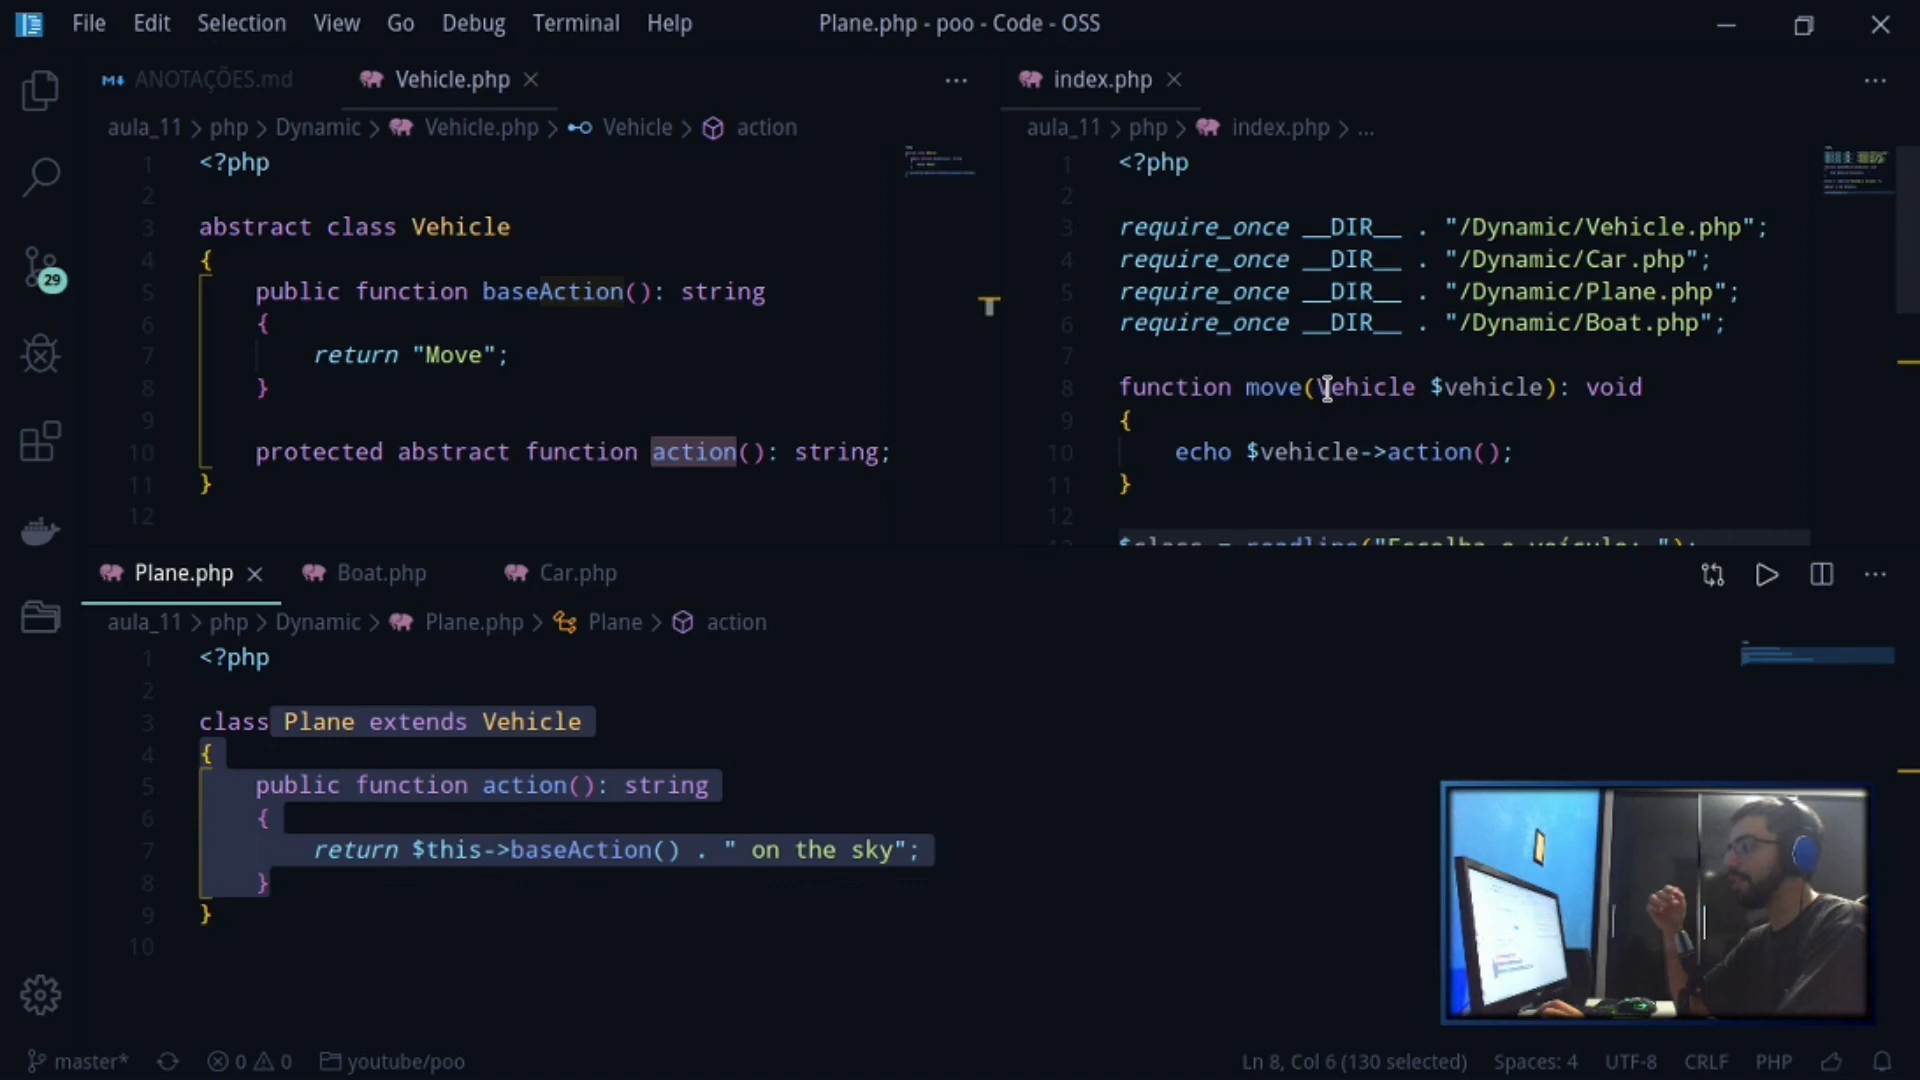 File Edit Selection View Go Debug Terminal Help
Plane.php - poo - Code - OSS
ANOTAÇÕES.md Vehicle.php
aula_11 > php > Dynamic > Vehicle.php > Vehicle > action
1 <?php
2
3 abstract class Vehicle
4 {
5 public function baseAction(): string
6 {
7 return "Move";
8 }
9
10 protected abstract function action(): string;
11 }
12
index.php
aula_11 > php > index.php > ...
1 <?php
2
3 require_once __DIR__ . "/Dynamic/Vehicle.php";
4 require_once __DIR__ . "/Dynamic/Car.php";
5 require_once __DIR__ . "/Dynamic/Plane.php";
6 require_once __DIR__ . "/Dynamic/Boat.php";
7
8 function move(Vehicle $vehicle): void
9 {
10 echo $vehicle->action();
11 }
12
$class = readline("Escolha o veículo: ");
29
Plane.php Boat.php Car.php
aula_11 > php > Dynamic > Plane.php > Plane > action
1 <?php
2
3 class Plane extends Vehicle
4 {
5 public function action(): string
6 {
7 return $this->baseAction() . " on the sky";
8 }
9 }
10
master* 0 0 youtube/poo
Ln 8, Col 6 (130 selected) Spaces: 4 UTF-8 CRLF PHP